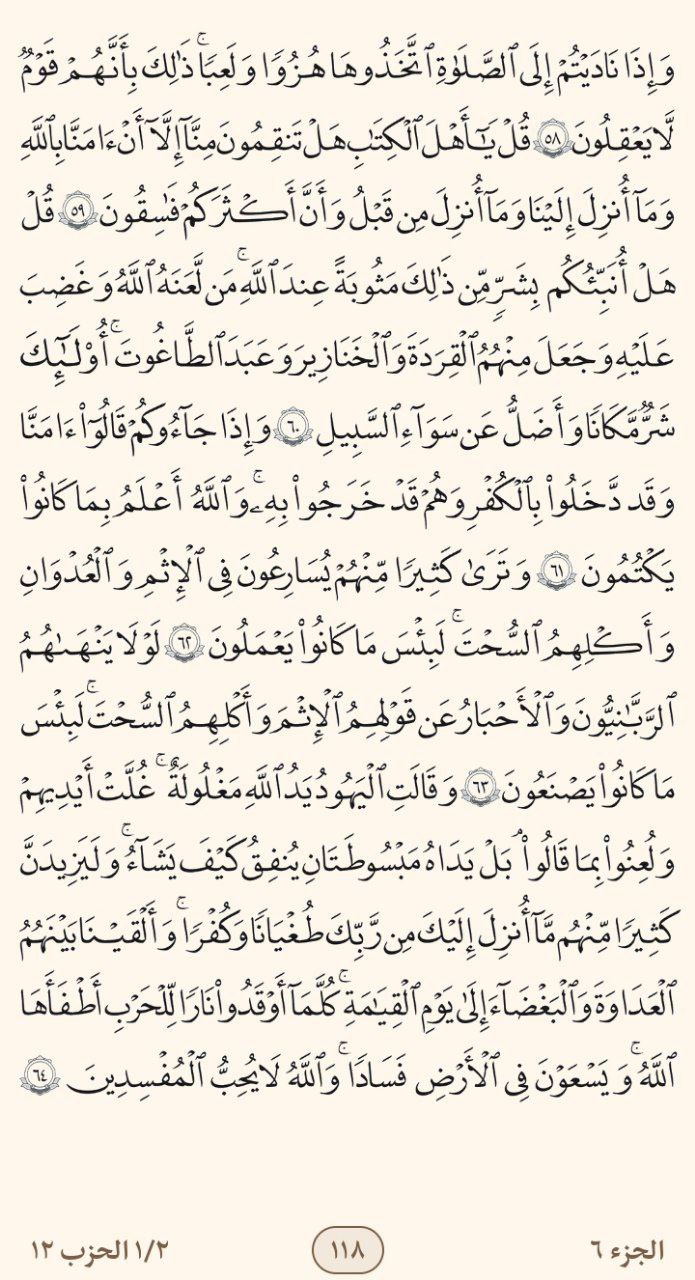 وَإِذَا نَادَيْتُمْ إِلَى ٱلصَّلَوٰةِ ٱتَّخَذُوهَا هُزُوًا وَلَعِبًا ۚ ذَٰلِكَ بِأَنَّهُمْ قَوْمٌ
لَّا يَعْقِلُونَ ٥٨ قُلْ يَـٰٓأَهْلَ ٱلْكِتَـٰبِ هَلْ تَنقِمُونَ مِنَّآ إِلَّآ أَنْ ءَامَنَّا بِٱللَّهِ
وَمَآ أُنزِلَ إِلَيْنَا وَمَآ أُنزِلَ مِن قَبْلُ وَأَنَّ أَكْثَرَكُمْ فَـٰسِقُونَ ٥٩ قُلْ
هَلْ أُنَبِّئُكُم بِشَرٍّ مِّن ذَٰلِكَ مَثُوبَةً عِندَ ٱللَّهِ ۚ مَن لَّعَنَهُ ٱللَّهُ وَغَضِبَ
عَلَيْهِ وَجَعَلَ مِنْهُمُ ٱلْقِرَدَةَ وَٱلْخَنَازِيرَ وَعَبَدَ ٱلطَّـٰغُوتَ ۚ أُو۟لَـٰٓئِكَ
شَرٌّ مَّكَانًا وَأَضَلُّ عَن سَوَآءِ ٱلسَّبِيلِ ٦٠ وَإِذَا جَآءُوكُمْ قَالُوٓا۟ ءَامَنَّا
وَقَد دَّخَلُوا۟ بِٱلْكُفْرِ وَهُمْ قَدْ خَرَجُوا۟ بِهِۦ ۚ وَٱللَّهُ أَعْلَمُ بِمَا كَانُوا۟
يَكْتُمُونَ ٦١ وَتَرَىٰ كَثِيرًا مِّنْهُمْ يُسَارِعُونَ فِى ٱلْإِثْمِ وَٱلْعُدْوَانِ
وَأَكْلِهِمُ ٱلسُّحْتَ ۚ لَبِئْسَ مَا كَانُوا۟ يَعْمَلُونَ ٦٢ لَوْلَا يَنْهَىٰهُمُ
ٱلرَّبَّـٰنِيُّونَ وَٱلْأَحْبَارُ عَن قَوْلِهِمُ ٱلْإِثْمَ وَأَكْلِهِمُ ٱلسُّحْتَ ۚ لَبِئْسَ
مَا كَانُوا۟ يَصْنَعُونَ ٦٣ وَقَالَتِ ٱلْيَهُودُ يَدُ ٱللَّهِ مَغْلُولَةٌ ۚ غُلَّتْ أَيْدِيهِمْ
وَلُعِنُوا۟ بِمَا قَالُوا۟ ۘ بَلْ يَدَاهُ مَبْسُوطَتَانِ يُنفِقُ كَيْفَ يَشَآءُ ۚ وَلَيَزِيدَنَّ
كَثِيرًا مِّنْهُم مَّآ أُنزِلَ إِلَيْكَ مِن رَّبِّكَ طُغْيَانًا وَكُفْرًا ۚ وَأَلْقَيْنَا بَيْنَهُمُ
ٱلْعَدَاوَةَ وَٱلْبَغْضَآءَ إِلَىٰ يَوْمِ ٱلْقِيَـٰمَةِ ۚ كُلَّمَآ أَوْقَدُوا۟ نَارًا لِّلْحَرْبِ أَطْفَأَهَا
ٱللَّهُ ۚ وَيَسْعَوْنَ فِى ٱلْأَرْضِ فَسَادًا ۚ وَٱللَّهُ لَا يُحِبُّ ٱلْمُفْسِدِينَ ٦٤
الجزء ٦
١١٨
١/٢ الحزب ١٢